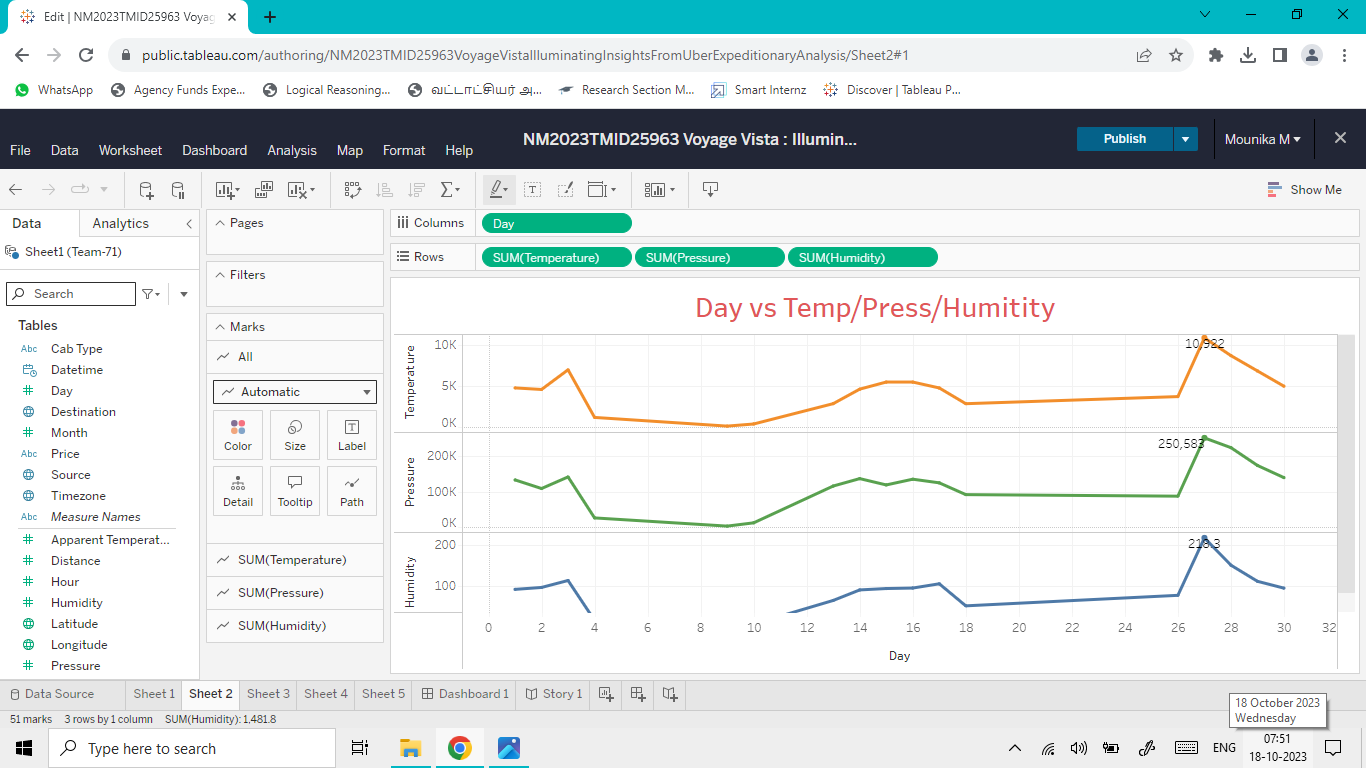 Edit | NM2023TMID25963 Voyag
public.tableau.com/authoring/NM2023TMID25963VoyageVistaIlluminatingInsightsFromUberExpeditionaryAnalysis/Sheet2#1
WhatsApp Agency Funds Expe... Logical Reasoning... வட்டாட்சியர் அ... Research Section M... Smart Internz Discover | Tableau P...
NM2023TMID25963 Voyage Vista : Illumin...
Publish
Mounika M
File Data Worksheet Dashboard Analysis Map Format Help
Show Me
Data Analytics
Sheet1 (Team-71)
Search
Tables
Abc Cab Type
Datetime
Day
Destination
Month
Abc Price
Source
Timezone
Abc Measure Names
Apparent Temperat...
Distance
Hour
Humidity
Latitude
Longitude
Pressure
Pages
Filters
Marks
All
Automatic
Color Size Label
Detail Tooltip Path
SUM(Temperature)
SUM(Pressure)
SUM(Humidity)
Columns Day
Rows SUM(Temperature) SUM(Pressure) SUM(Humidity)
Day vs Temp/Press/Humitity
Temperature
10K
5K
0K
10,922
Pressure
200K
100K
0K
250,583
Humidity
200
100
218.3
0 2 4 6 8 10 12 14 16 18 20 22 24 26 28 30 32
Day
Data Source Sheet 1 Sheet 2 Sheet 3 Sheet 4 Sheet 5 Dashboard 1 Story 1
51 marks 3 rows by 1 column SUM(Humidity): 1,481.8
18 October 2023
Wednesday
Type here to search
ENG
07:51
18-10-2023